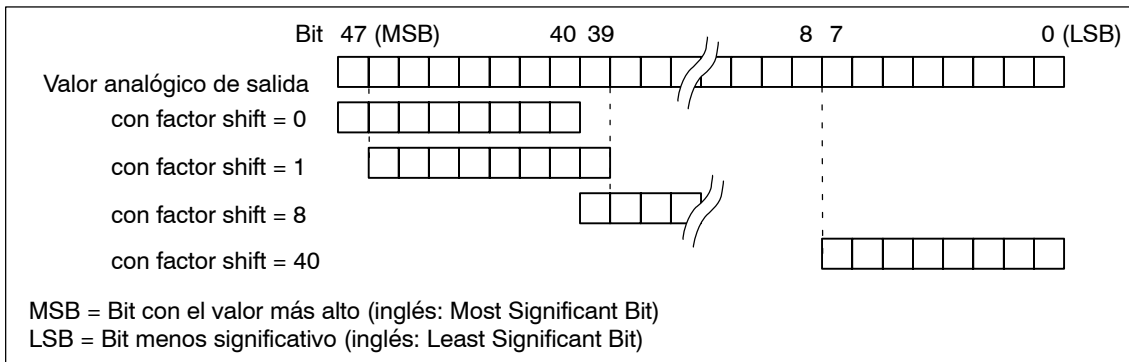 Bit 47 (MSB) 40 39 8 7 0 (LSB)
Valor analógico de salida
con factor shift = 0
con factor shift = 1
con factor shift = 8
con factor shift = 40
MSB = Bit con el valor más alto (inglés: Most Significant Bit)
LSB = Bit menos significativo (inglés: Least Significant Bit)